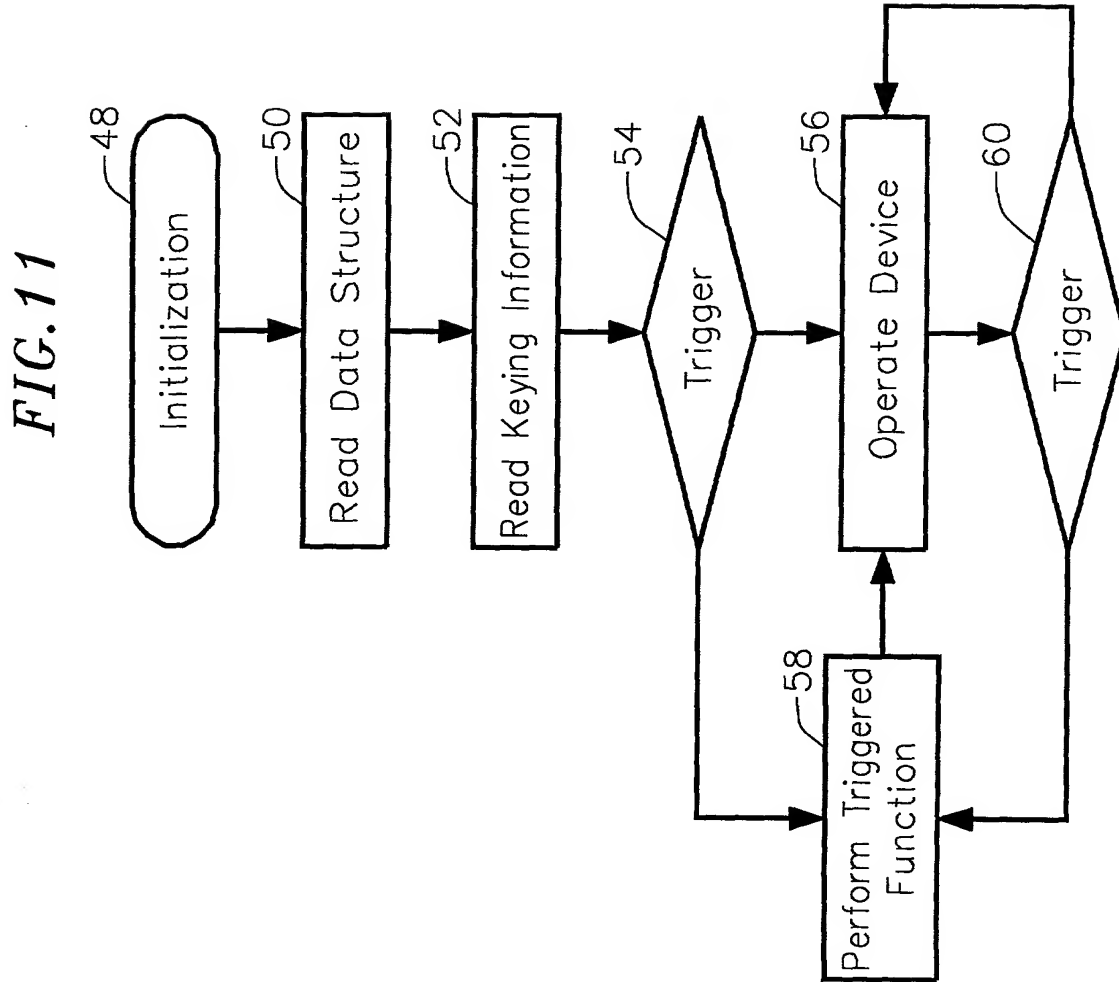 FIG.11
48
Initialization
50
Read Data Structure
52
Read Keying Information
54
Trigger
56
Operate Device
58
Perform Triggered
Function
60
Trigger